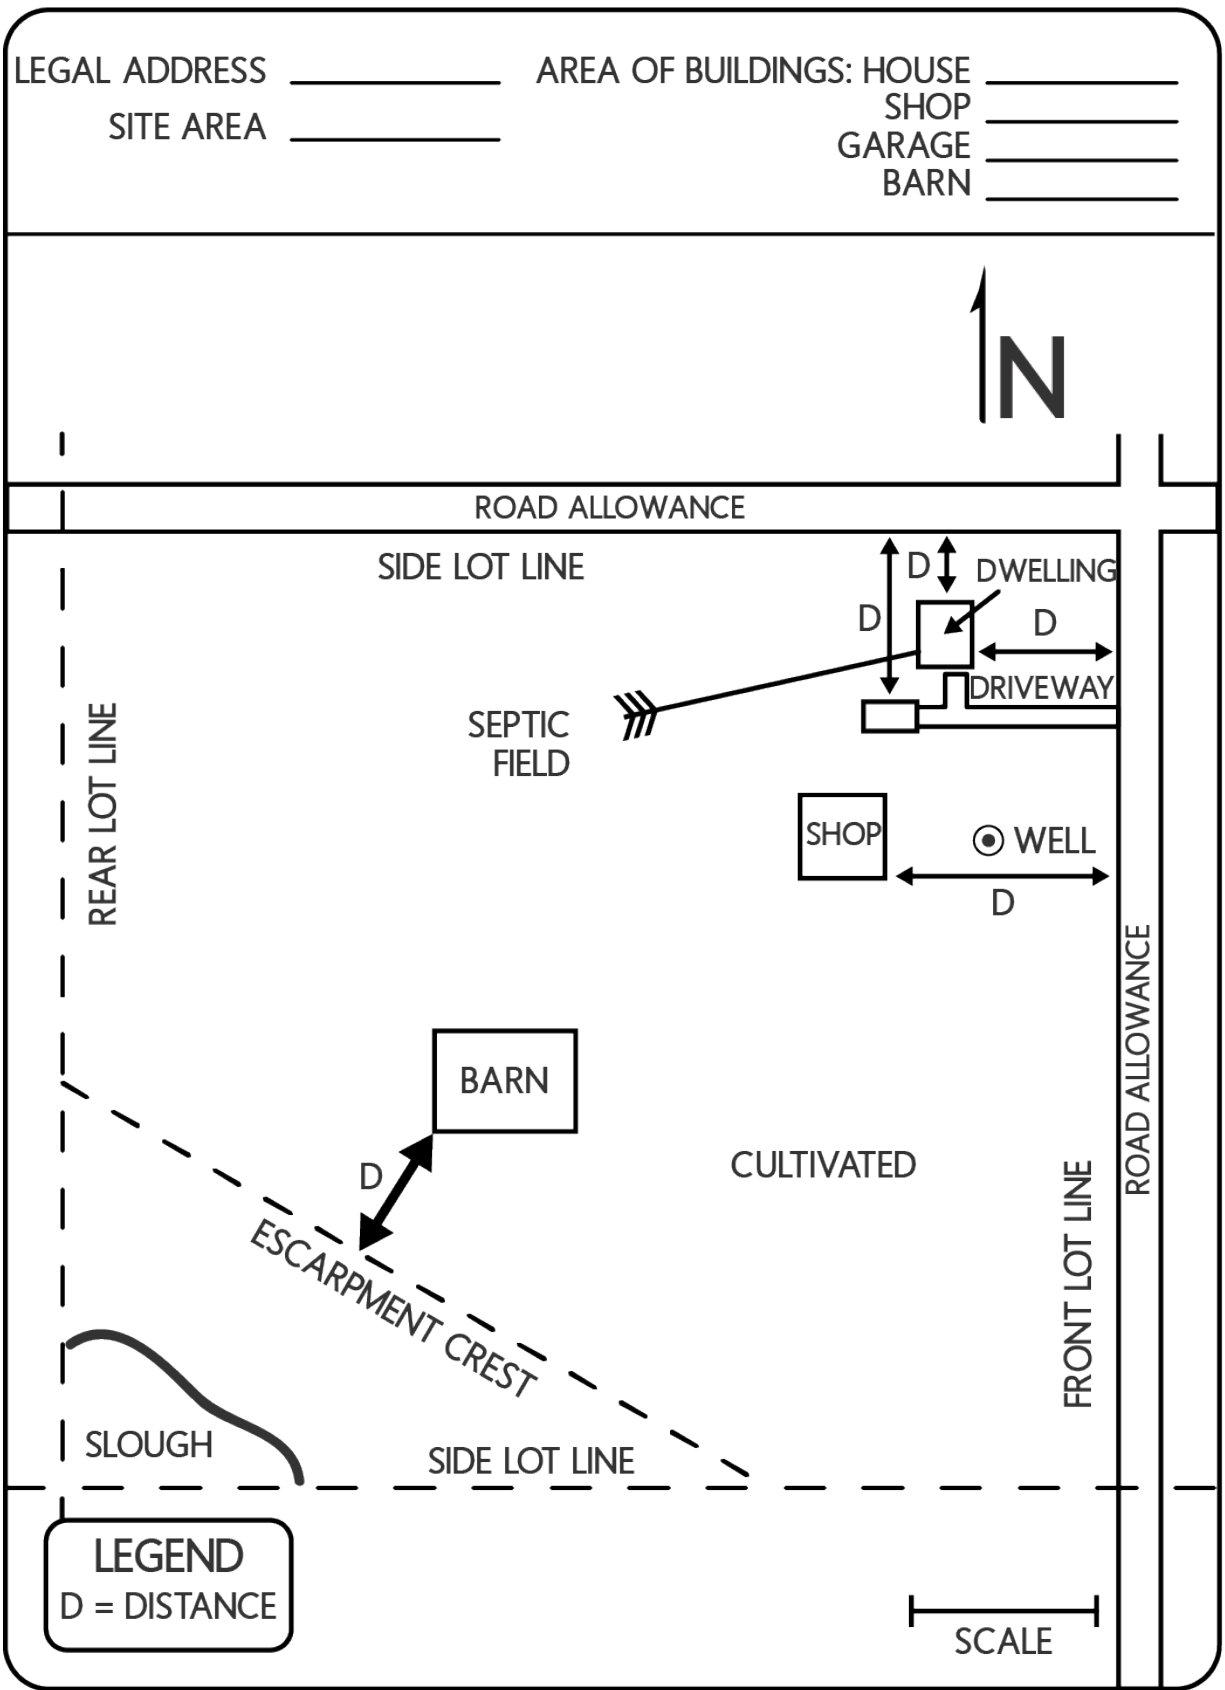 LEGAL ADDRESS
SITE AREA
AREA OF BUILDINGS: HOUSE
SHOP
GARAGE
BARN
N
ROAD ALLOWANCE
SIDE LOT LINE
D
DWELLING
D
D
DRIVEWAY
SEPTIC
FIELD
REAR LOT LINE
SHOP
WELL
D
ROAD ALLOWANCE
BARN
D
CULTIVATED
ESCARPMENT CREST
FRONT LOT LINE
SLOUGH
SIDE LOT LINE
LEGEND
D = DISTANCE
SCALE